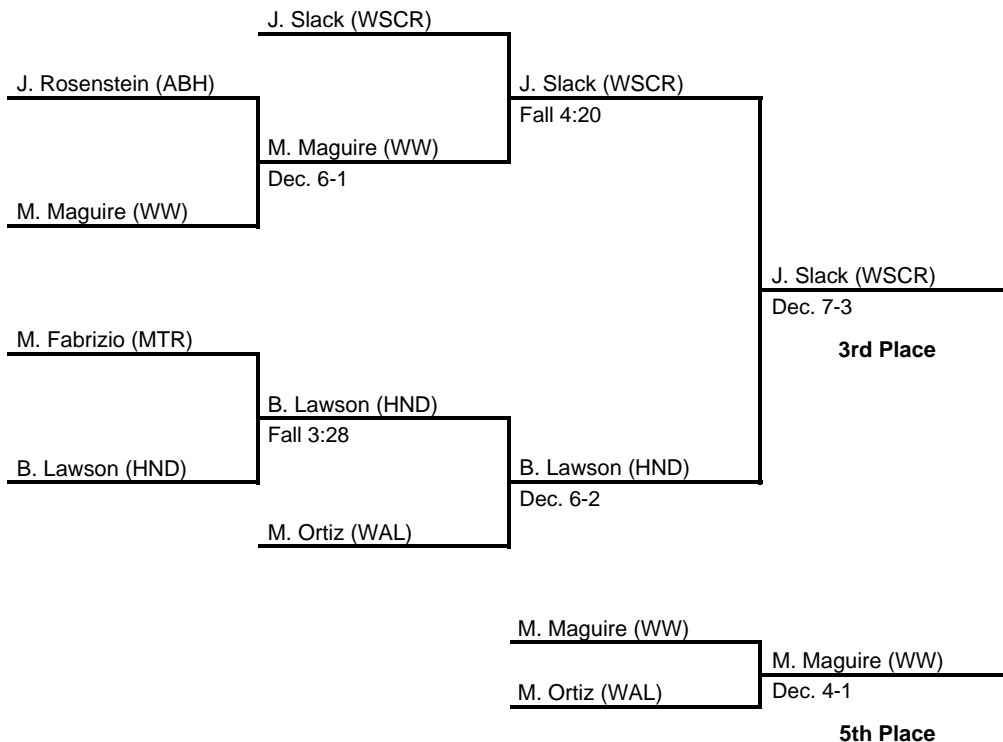 J. Slack (WSCR)
J. Rosenstein (ABH)
J. Slack (WSCR)
Fall 4:20
M. Maguire (WW)
Dec. 6-1
M. Maguire (WW)
J. Slack (WSCR)
Dec. 7-3
3rd Place
M. Fabrizio (MTR)
B. Lawson (HND)
Fall 3:28
B. Lawson (HND)
B. Lawson (HND)
Dec. 6-2
M. Ortiz (WAL)
M. Maguire (WW)
M. Maguire (WW)
Dec. 4-1
M. Ortiz (WAL)
5th Place